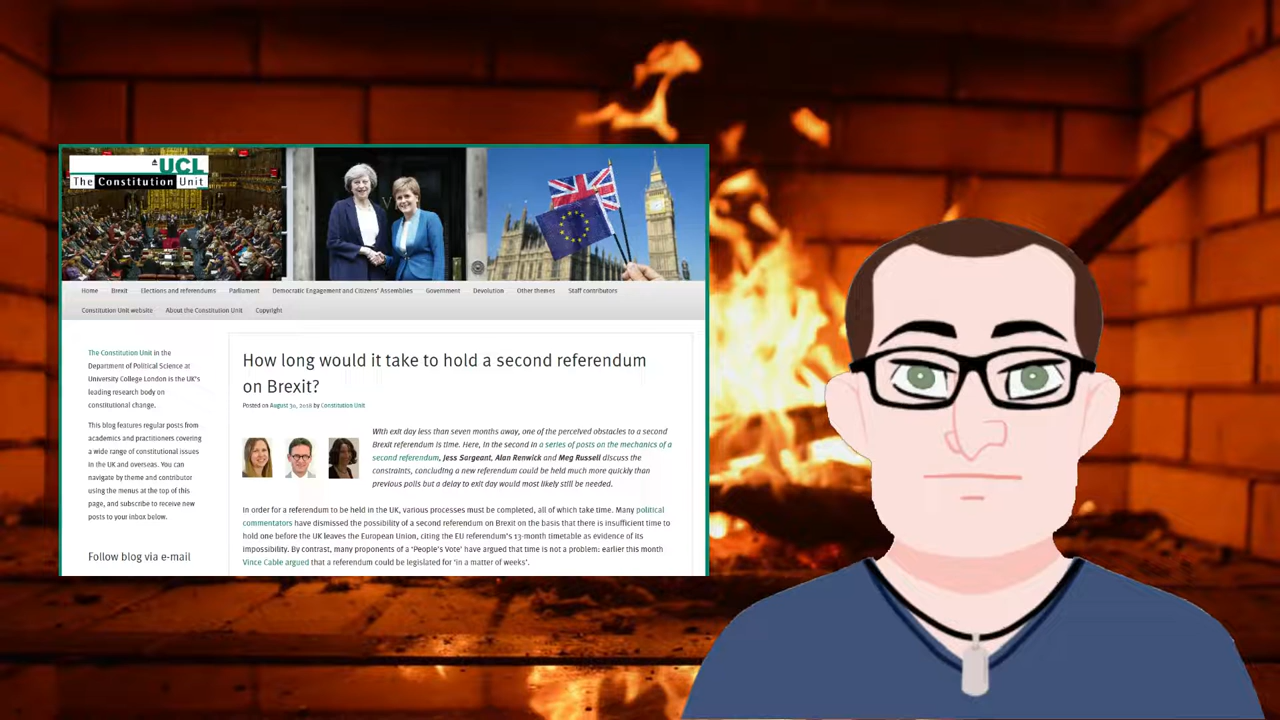 UCL
The Constitution Unit
Home Brexit Elections and referendums Parliament Democratic Engagement and Citizens' Assemblies Government Devolution Other themes Staff contributors
Constitution Unit website About the Constitution Unit Copyright
The Constitution Unit in the
Department of Political Science at
University College London is the UK's
leading research body on
constitutional change.
This blog features regular posts from
academics and practitioners covering
a wide range of constitutional issues
in the UK and overseas. You can
navigate by theme and contributor
using the menus at the top of this
page, and subscribe to receive new
posts to your inbox below.
Follow blog via e-mail
How long would it take to hold a second referendum
on Brexit?
Posted on August 30, 2018 by Constitution Unit
With exit day less than seven months away, one of the perceived obstacles to a second
Brexit referendum is time. Here, in the second in a series of posts on the mechanics of a
second referendum, Jess Sargeant, Alan Renwick and Meg Russell discuss the
constraints, concluding a new referendum could be held much more quickly than
previous polls but a delay to exit day would most likely still be needed.
In order for a referendum to be held in the UK, various processes must be completed, all of which take time. Many political
commentators have dismissed the possibility of a second referendum on Brexit on the basis that there is insufficient time to
hold one before the UK leaves the European Union, citing the EU referendum's 13-month timetable as evidence of its
impossibility. By contrast, many proponents of a 'People's Vote' have argued that time is not a problem: earlier this month
Vince Cable argued that a referendum could be legislated for 'in a matter of weeks'.